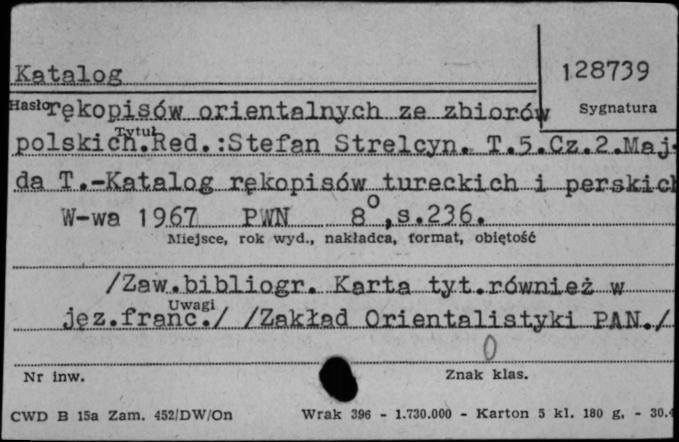 Katalog
128739
Hasło
rękopisów orientalnych ze zbiorów
Sygnatura
Tytuł
polskich. Red.:Stefan Strelcyn. T.5.Cz.2.Maj-
da T.-Katalog rękopisów tureckich i perskich
W-wa 1967 PWN 8°,s.236.
Miejsce, rok wyd., nakładca, format, objętość
/Zaw.bibliogr. Karta tyt.również w
Uwagi
jęz.franc./ /Zakład Orientalistyki PAN./
0
Nr inw. Znak klas.
CWD B 15a Zam. 452/DW/On Wrak 396 - 1.730.000 - Karton 5 kl. 180 g. - 30.4